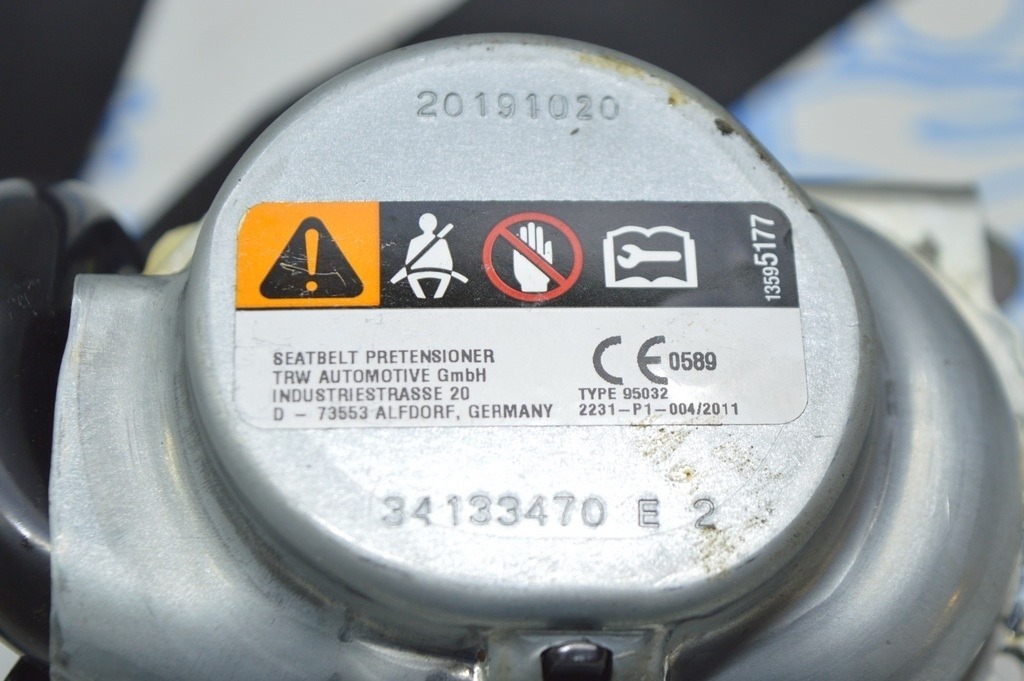 20191020
13595177
SEATBELT PRETENSIONER
TRW AUTOMOTIVE GmbH
INDUSTRIESTRASSE 20
D - 73553 ALFDORF, GERMANY
CE 0589
TYPE 95032
2231-P1-004/2011
34133470 E 2